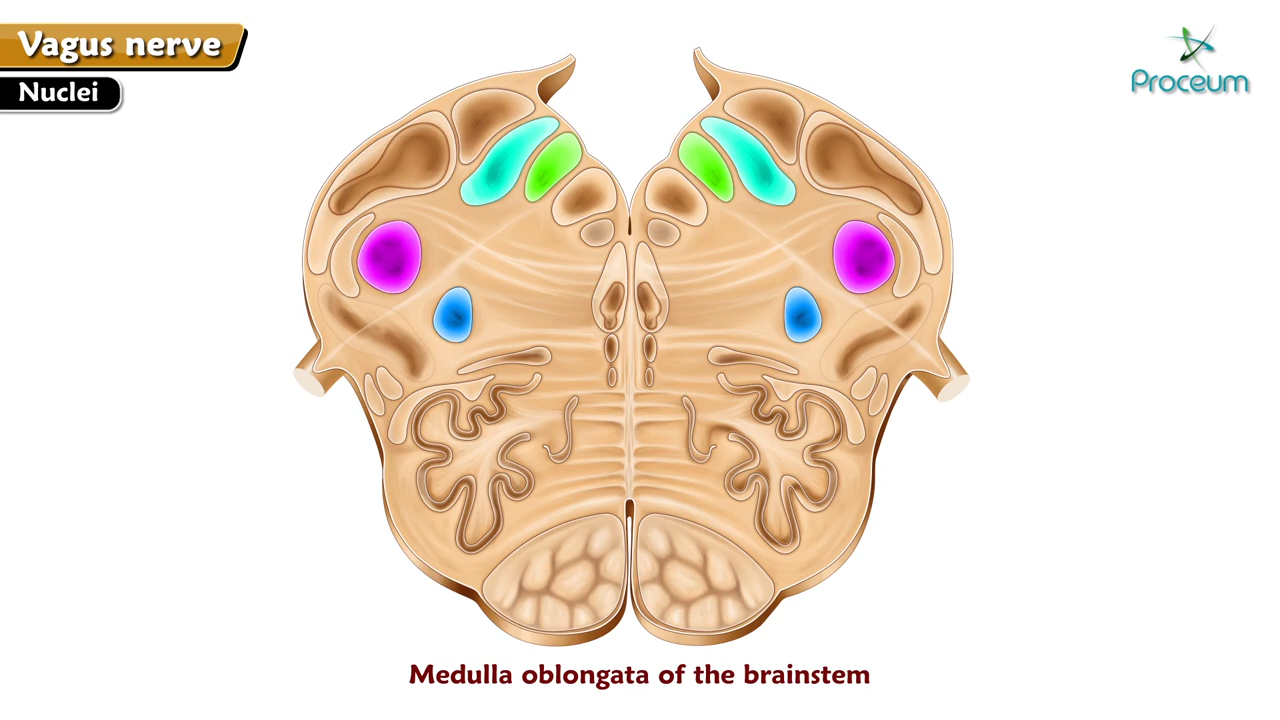 Vagus nerve
Nuclei
Proceum
Medulla oblongata of the brainstem